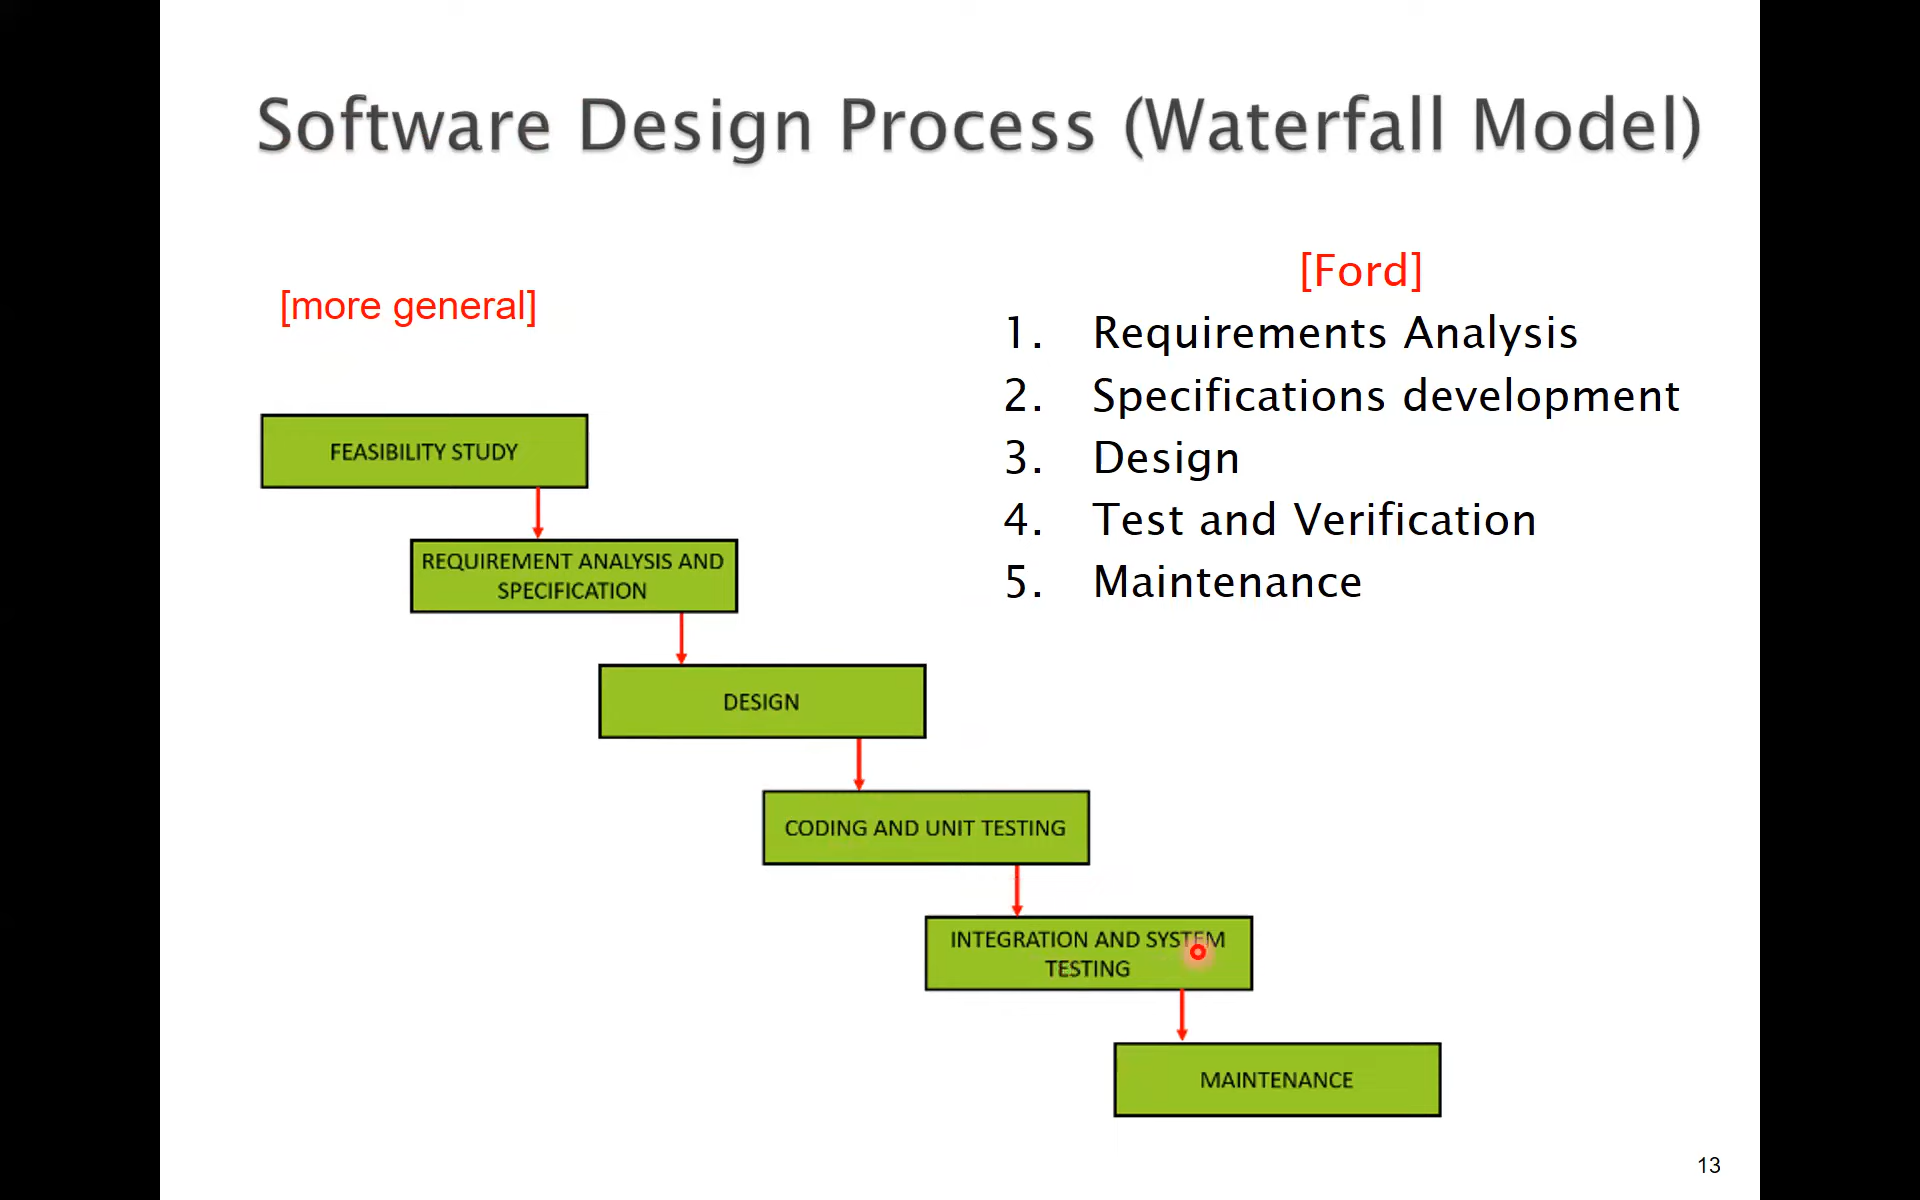 Software Design Process (Waterfall Model)
[more general]
FEASIBILITY STUDY
REQUIREMENT ANALYSIS AND
SPECIFICATION
DESIGN
CODING AND UNIT TESTING
INTEGRATION AND SYSTEM
TESTING
MAINTENANCE
[Ford]
1. Requirements Analysis
2. Specifications development
3. Design
4. Test and Verification
5. Maintenance
13